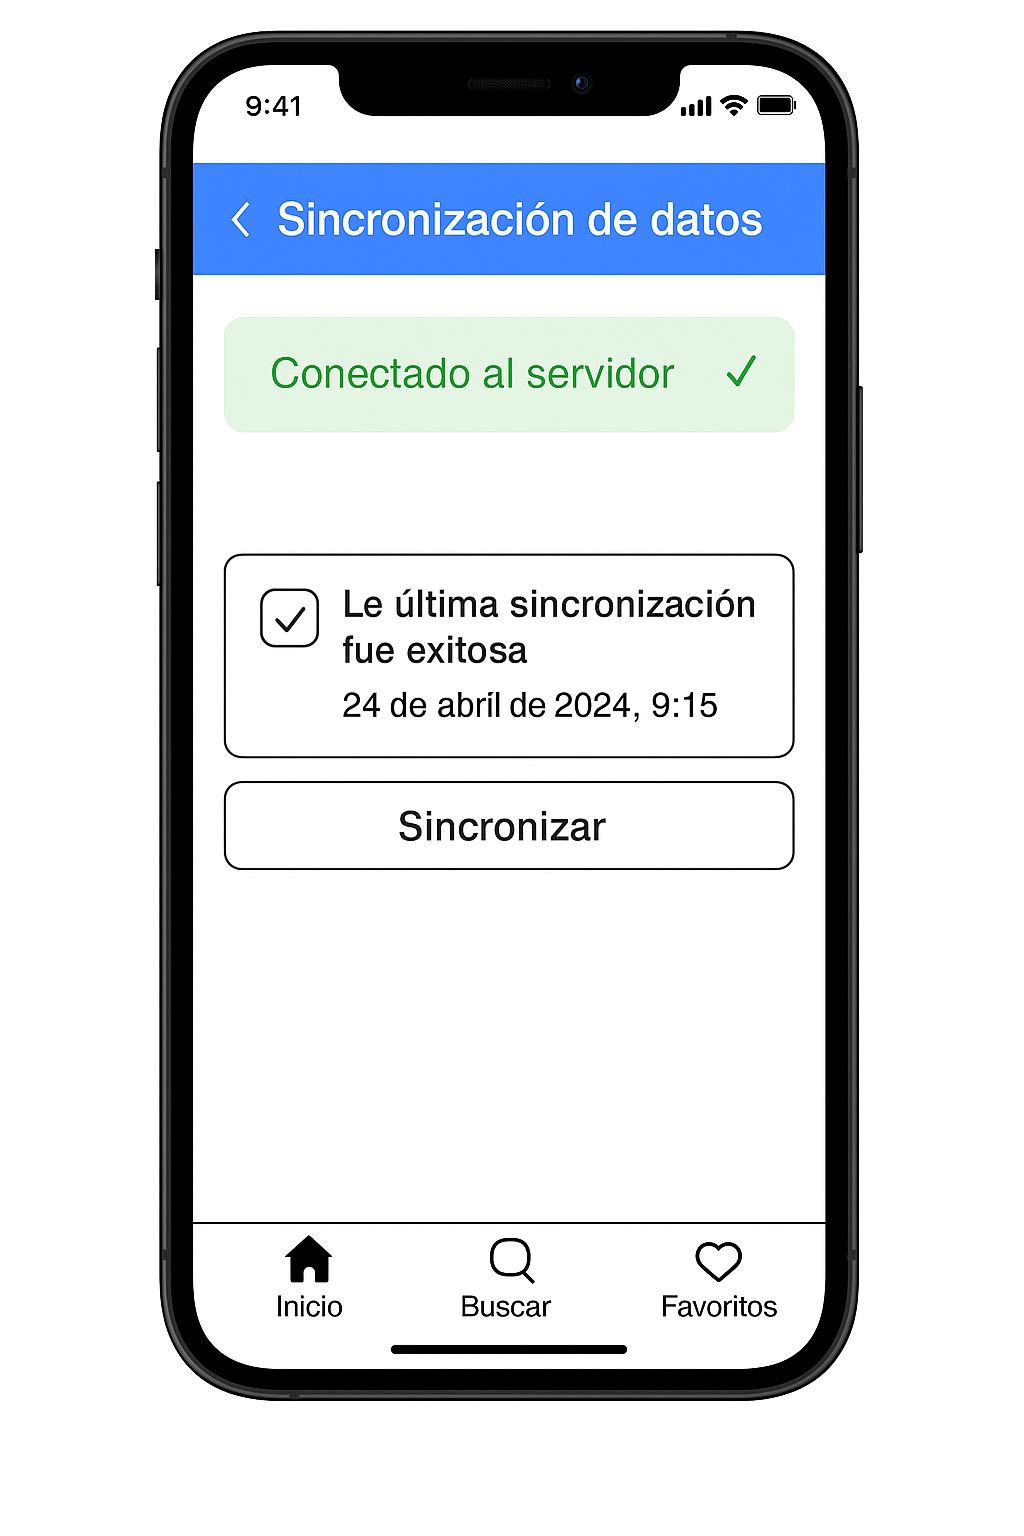 9:41
Sincronización de datos
Conectado al servidor
Le última sincronización
fue exitosa
24 de abríl de 2024, 9:15
Sincronizar
Inicio
Buscar
Favoritos